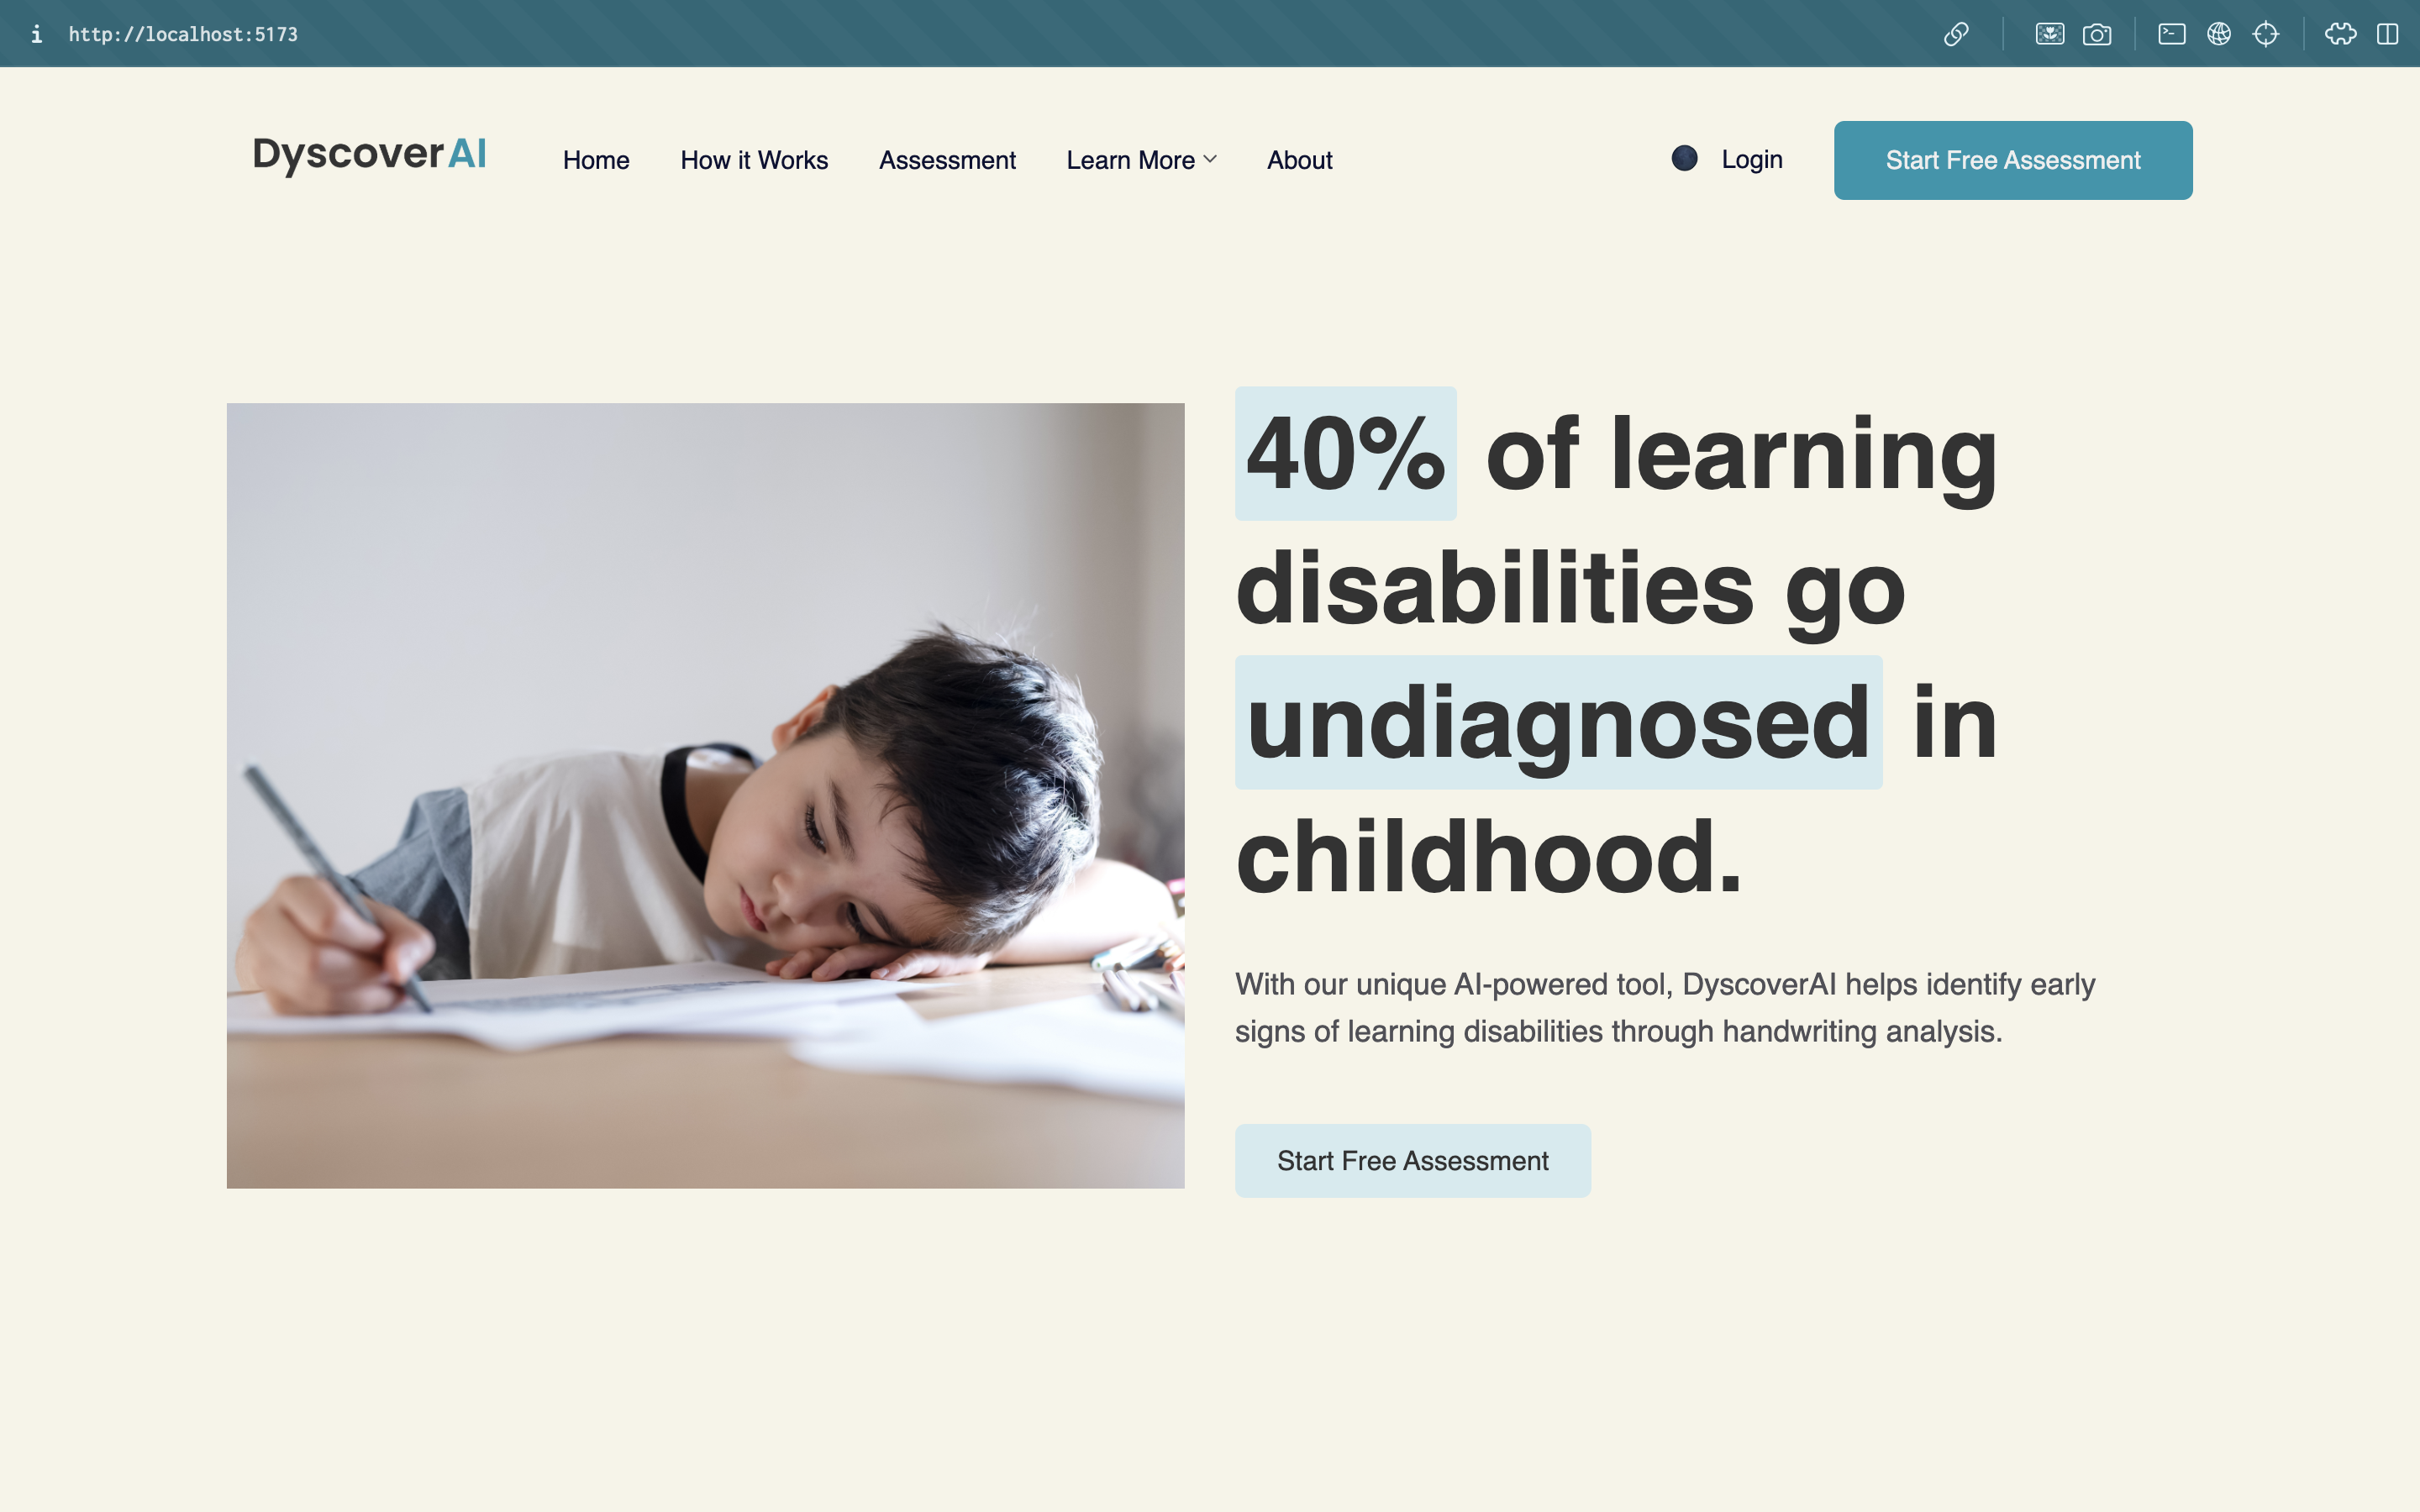 http://localhost:5173
DyscoverAI
Home
How it Works
Assessment
Learn More
About
Login
Start Free Assessment
40% of learning
disabilities go
undiagnosed in
childhood.
With our unique AI-powered tool, DyscoverAI helps identify early
signs of learning disabilities through handwriting analysis.
Start Free Assessment